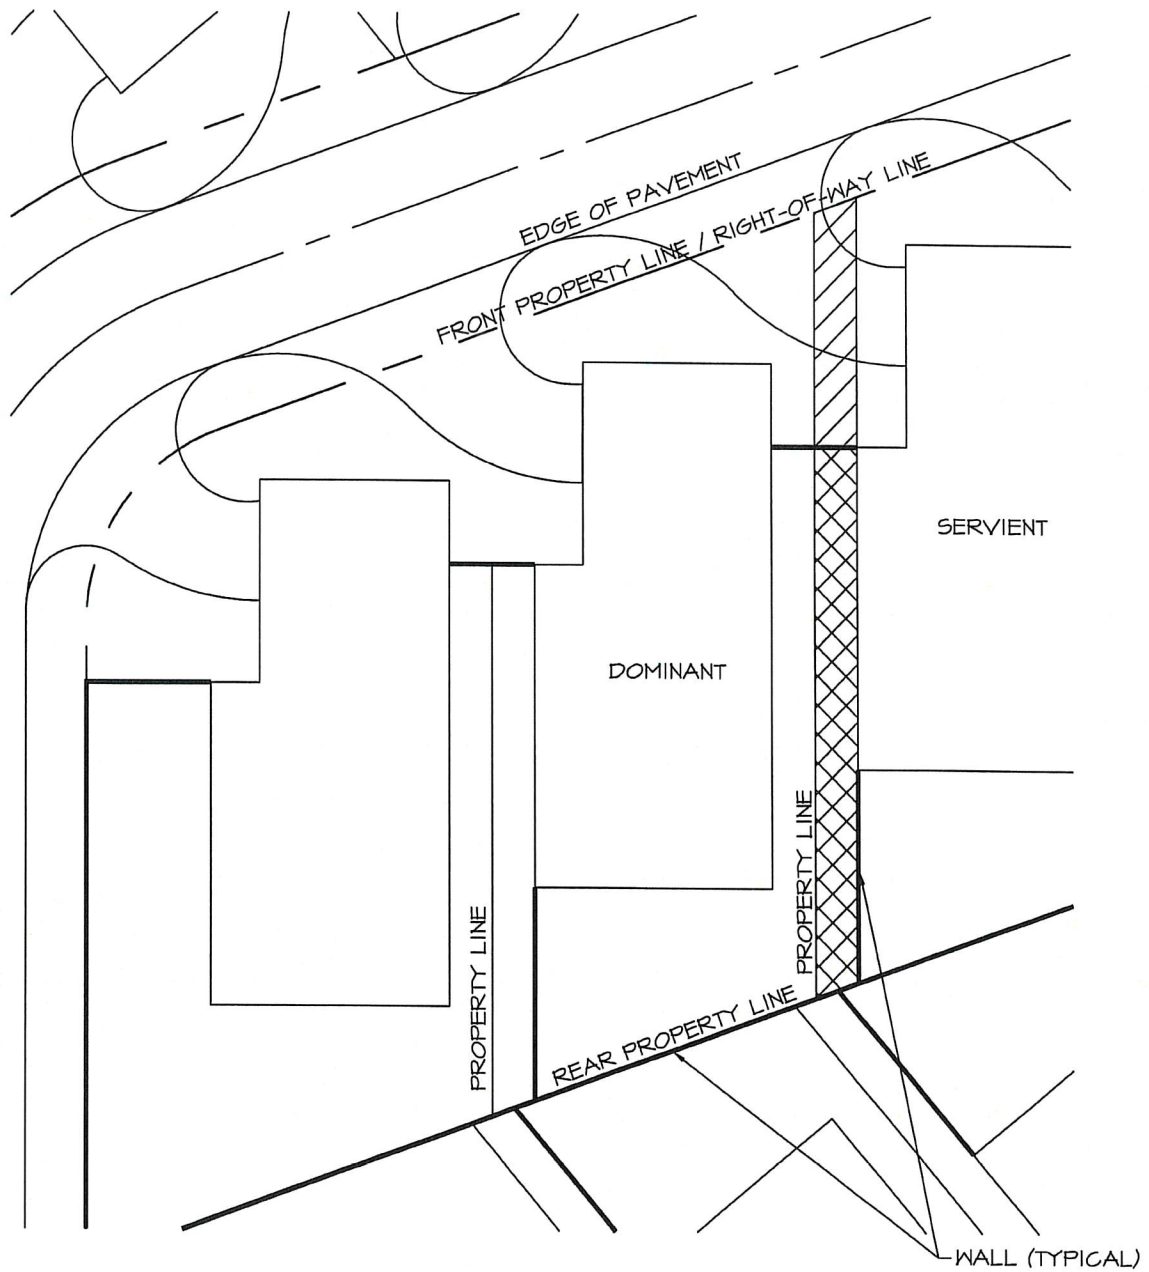 EDGE OF PAVEMENT
FRONT PROPERTY LINE / RIGHT-OF-WAY LINE
SERVIENT
DOMINANT
PROPERTY LINE
PROPERTY LINE
REAR PROPERTY LINE
WALL (TYPICAL)